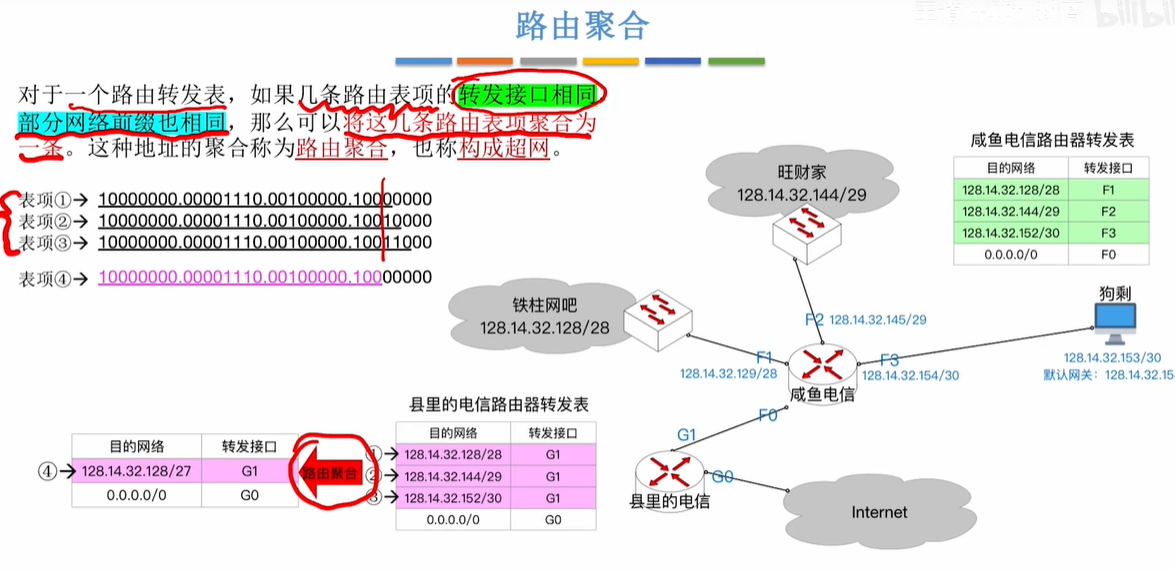 路由聚合
对于一个路由转发表，如果几条路由表项的转发接口相同
部分网络前缀也相同，那么可以将这几条路由表项聚合为
一条。这种地址的聚合称为路由聚合，也称构成超网。
表项①→ 10000000.00001110.00100000.10000000
表项②→ 10000000.00001110.00100000.10010000
表项③→ 10000000.00001110.00100000.10011000
表项④→ 10000000.00001110.00100000.10000000
咸鱼电信路由器转发表
目的网络 转发接口
128.14.32.128/28 F1
128.14.32.144/29 F2
128.14.32.152/30 F3
0.0.0.0/0 F0
旺财家
128.14.32.144/29
铁柱网吧
128.14.32.128/28
F2 128.14.32.145/29
F1
128.14.32.129/28
F3
128.14.32.154/30
咸鱼电信
F0
狗剩
128.14.32.153/30
默认网关：128.14.32.15
G1
G0
县里的电信
Internet
县里的电信路由器转发表
目的网络 转发接口
①→ 128.14.32.128/28 G1
②→ 128.14.32.144/29 G1
③→ 128.14.32.152/30 G1
0.0.0.0/0 G0
路由聚合
目的网络 转发接口
④→ 128.14.32.128/27 G1
0.0.0.0/0 G0